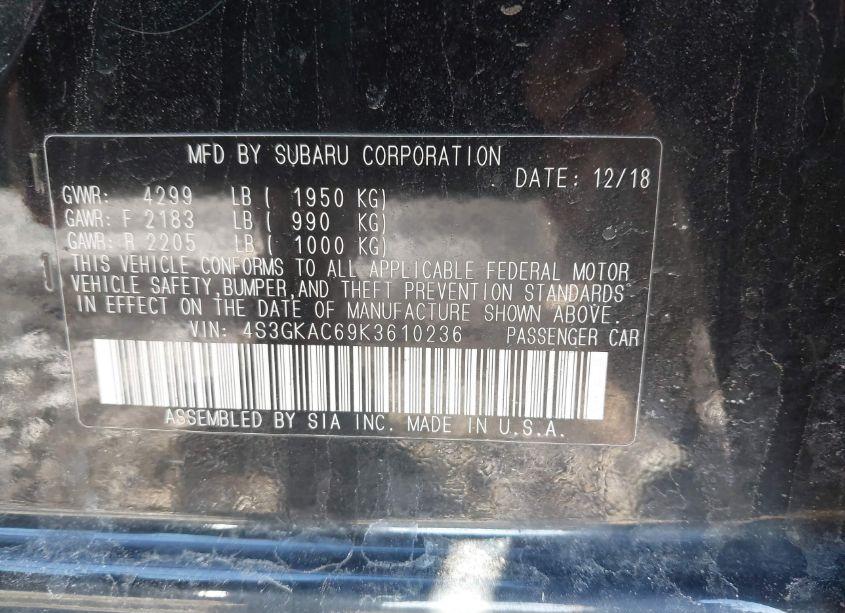 MFD BY SUBARU CORPORATION
DATE: 12/18
GVWR: 4299 LB ( 1950 KG)
GAWR: F 2183 LB ( 990 KG)
GAWR: R 2205 LB ( 1000 KG)
THIS VEHICLE CONFORMS TO ALL APPLICABLE FEDERAL MOTOR
VEHICLE SAFETY, BUMPER, AND THEFT PREVENTION STANDARDS
IN EFFECT ON THE DATE OF MANUFACTURE SHOWN ABOVE.
VIN: 4S3GKAC69K3610236 PASSENGER CAR
ASSEMBLED BY SIA INC. MADE IN U.S.A.